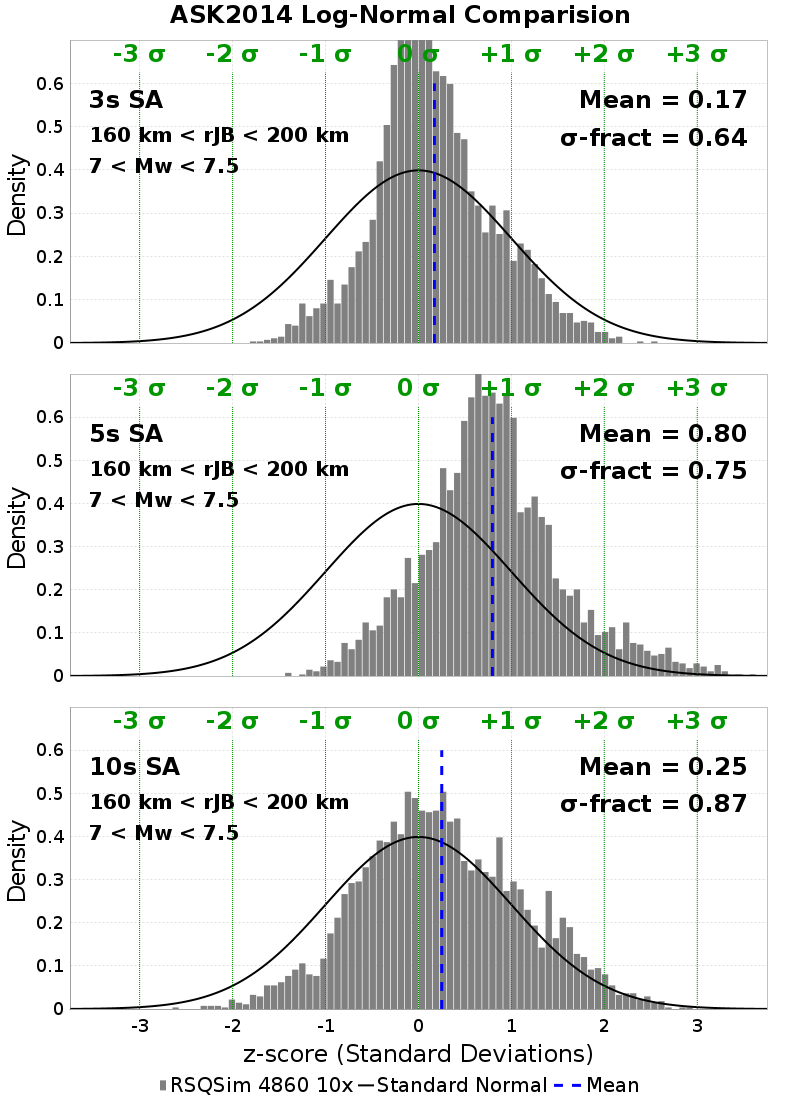 ASK2014 Log-Normal Comparision
-3 σ -2 σ -1 σ 0 σ +1 σ +2 σ +3 σ
3s SA
160 km < rJB < 200 km
7 < Mw < 7.5
Mean = 0.17
σ-fract = 0.64
Density
0.6
0.5
0.4
0.3
0.2
0.1
0
-3 σ -2 σ -1 σ 0 σ +1 σ +2 σ +3 σ
5s SA
160 km < rJB < 200 km
7 < Mw < 7.5
Mean = 0.80
σ-fract = 0.75
Density
0.6
0.5
0.4
0.3
0.2
0.1
0
-3 σ -2 σ -1 σ 0 σ +1 σ +2 σ +3 σ
10s SA
160 km < rJB < 200 km
7 < Mw < 7.5
Mean = 0.25
σ-fract = 0.87
Density
0.6
0.5
0.4
0.3
0.2
0.1
0
-3 -2 -1 0 1 2 3
z-score (Standard Deviations)
RSQSim 4860 10x Standard Normal Mean